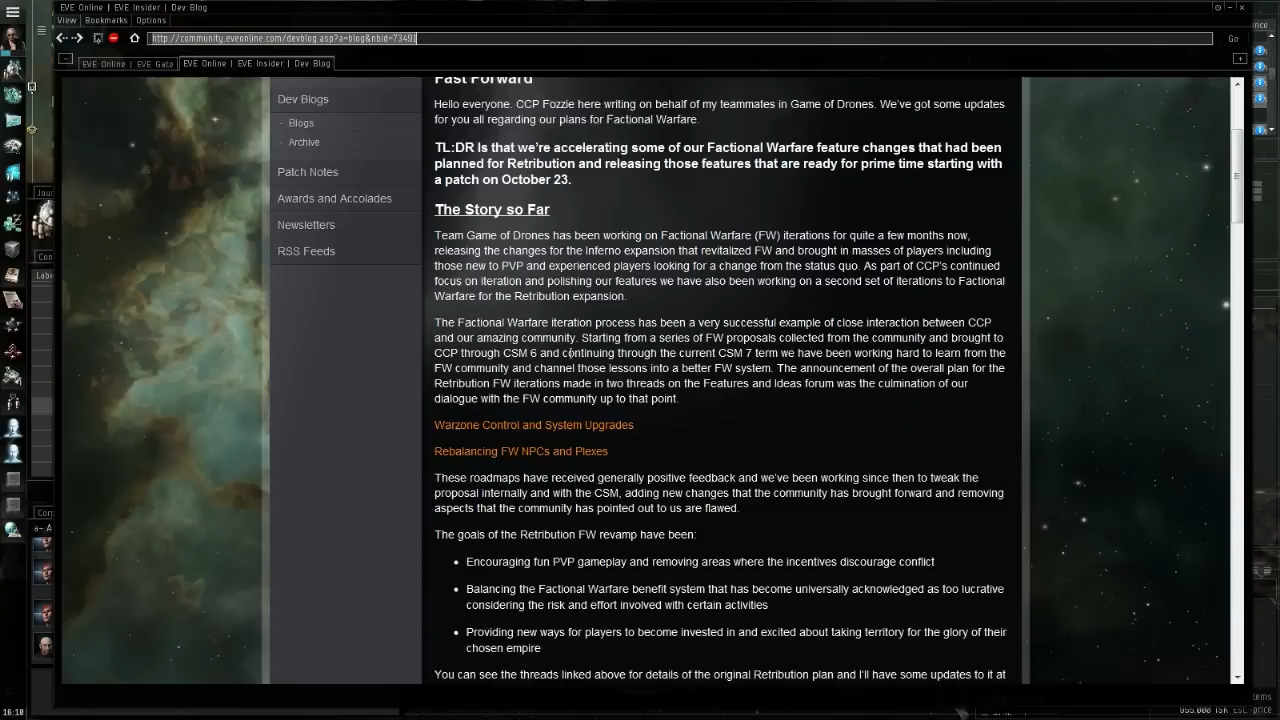 EVE Online | EVE Insider | Dev Blog
View Bookmarks Options
http://community.eveonline.com/devblog.asp?a=blog&nbid=73491
Go
EVE Online | EVE Gate
EVE Online | EVE Insider | Dev Blog
Dev Blogs
- Blogs
- Archive
Patch Notes
Awards and Accolades
Newsletters
RSS Feeds
Fast Forward
Hello everyone. CCP Fozzie here writing on behalf of my teammates in Game of Drones. We've got some updates
for you all regarding our plans for Factional Warfare.
TL:DR Is that we're accelerating some of our Factional Warfare feature changes that had been
planned for Retribution and releasing those features that are ready for prime time starting with
a patch on October 23.
The Story so Far
Team Game of Drones has been working on Factional Warfare (FW) iterations for quite a few months now,
releasing the changes for the Inferno expansion that revitalized FW and brought in masses of players including
those new to PVP and experienced players looking for a change from the status quo. As part of CCP's continued
focus on iteration and polishing our features we have also been working on a second set of iterations to Factional
Warfare for the Retribution expansion.
The Factional Warfare iteration process has been a very successful example of close interaction between CCP
and our amazing community. Starting from a series of FW proposals collected from the community and brought to
CCP through CSM 6 and continuing through the current CSM 7 term we have been working hard to learn from the
FW community and channel those lessons into a better FW system. The announcement of the overall plan for the
Retribution FW iterations made in two threads on the Features and Ideas forum was the culmination of our
dialogue with the FW community up to that point.
Warzone Control and System Upgrades
Rebalancing FW NPCs and Plexes
These roadmaps have received generally positive feedback and we've been working since then to tweak the
proposal internally and with the CSM, adding new changes that the community has brought forward and removing
aspects that the community has pointed out to us are flawed.
The goals of the Retribution FW revamp have been:
• Encouraging fun PVP gameplay and removing areas where the incentives discourage conflict
• Balancing the Factional Warfare benefit system that has become universally acknowledged as too lucrative
considering the risk and effort involved with certain activities
• Providing new ways for players to become invested in and excited about taking territory for the glory of their
chosen empire
You can see the threads linked above for details of the original Retribution plan and I'll have some updates to it at
Jour
Con
Labe
Corp
16:10